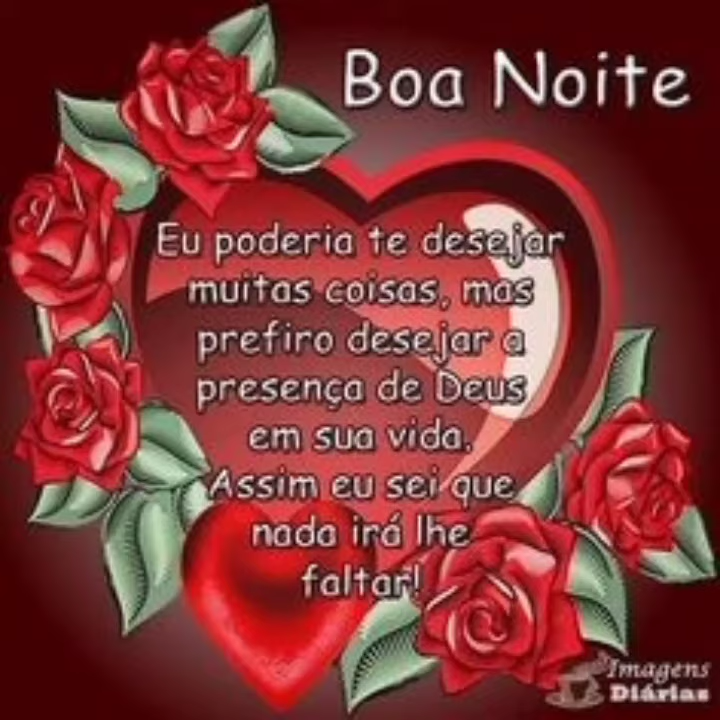 Boa Noite
Eu poderia te desejar
muitas coisas, mas
prefiro desejar a
presença de Deus
em sua vida.
Assim eu sei que
nada irá lhe
faltar!
Imagens
Diárias